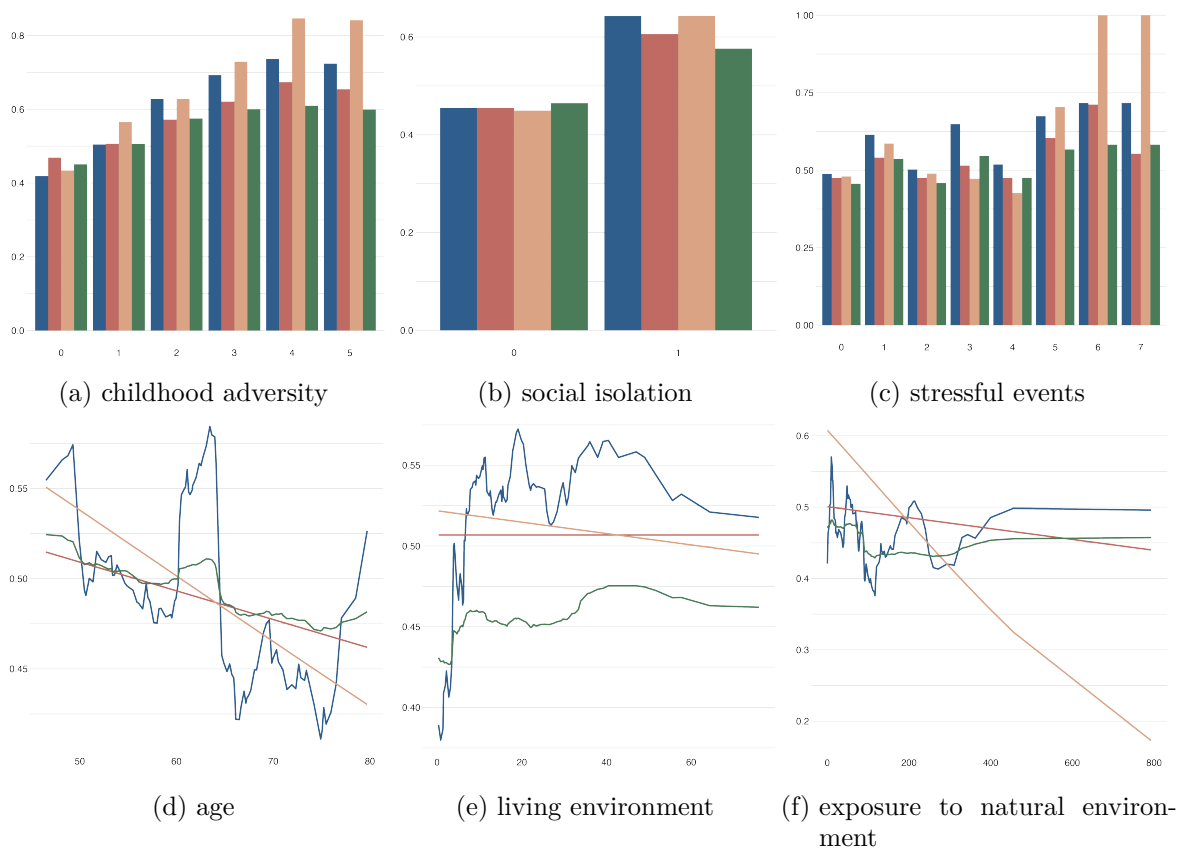 0.8
0.6
0.4
0.2
0.0
0 1 2 3 4 5
(a) childhood adversity
0.6
0.4
0.2
0.0
0 1
(b) social isolation
1.00
0.75
0.50
0.25
0.00
0 1 2 3 4 5 6 7
(c) stressful events
0.55
0.50
0.45
50 60 70 80
(d) age
0.55
0.50
0.45
0.40
0 20 40 60
(e) living environment
0.6
0.5
0.4
0.3
0.2
0 200 400 600 800
(f) exposure to natural environ-
ment